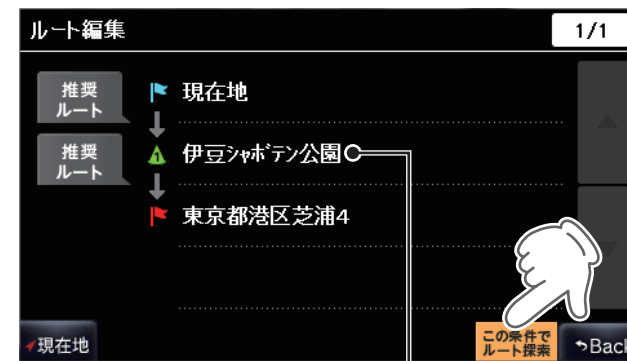 ルート編集
1/1
推奨
ルート
現在地
推奨
ルート
1
伊豆ｼｬﾎﾞﾃﾝ公園
東京都港区芝浦4
現在地
この条件で
ルート探索
Back